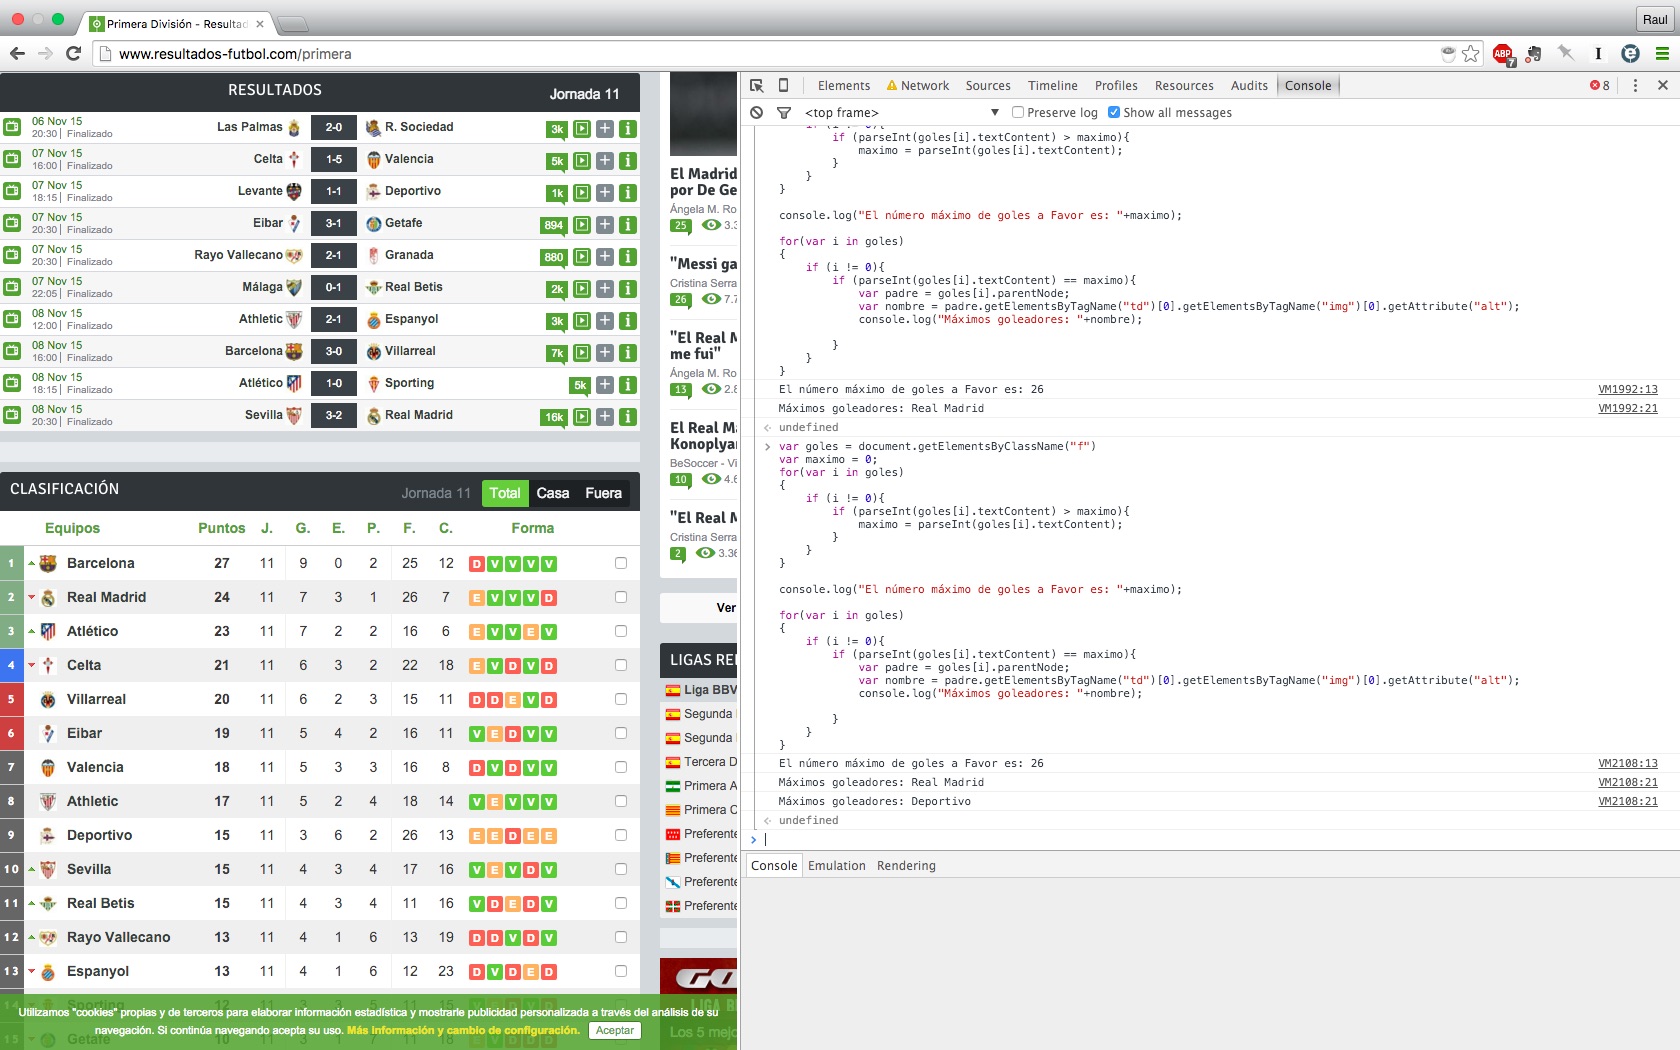 Primera División - Resultad
Raul
www.resultados-futbol.com/primera
ABP
7
RESULTADOS
Jornada 11
06 Nov 15
20:30 | Finalizado
Las Palmas 2-0 R. Sociedad 3k
07 Nov 15
16:00 | Finalizado
Celta 1-5 Valencia 5k
07 Nov 15
18:15 | Finalizado
Levante 1-1 Deportivo 1k
07 Nov 15
20:30 | Finalizado
Eibar 3-1 Getafe 894
07 Nov 15
20:30 | Finalizado
Rayo Vallecano 2-1 Granada 880
07 Nov 15
22:05 | Finalizado
Málaga 0-1 Real Betis 2k
08 Nov 15
12:00 | Finalizado
Athletic 2-1 Espanyol 3k
08 Nov 15
16:00 | Finalizado
Barcelona 3-0 Villarreal 7k
08 Nov 15
18:15 | Finalizado
Atlético 1-0 Sporting 5k
08 Nov 15
20:30 | Finalizado
Sevilla 3-2 Real Madrid 16k
CLASIFICACIÓN
Jornada 11 Total Casa Fuera
Equipos Puntos J. G. E. P. F. C. Forma
1 Barcelona 27 11 9 0 2 25 12 D V V V V
2 Real Madrid 24 11 7 3 1 26 7 E V V V D
3 Atlético 23 11 7 2 2 16 6 E V V E V
4 Celta 21 11 6 3 2 22 18 E V D V D
5 Villarreal 20 11 6 2 3 15 11 D D E V D
6 Eibar 19 11 5 4 2 16 11 V E D V V
7 Valencia 18 11 5 3 3 16 8 D V D V V
8 Athletic 17 11 5 2 4 18 14 V E V V V
9 Deportivo 15 11 3 6 2 26 13 E E D E E
10 Sevilla 15 11 4 3 4 17 16 V E V D V
11 Real Betis 15 11 4 3 4 11 16 V D E D V
12 Rayo Vallecano 13 11 4 1 6 13 19 D D V D V
13 Espanyol 13 11 4 1 6 12 23 D V D E D
14 Sporting 12 11 3 3 5 11 15
Utilizamos "cookies" propias y de terceros para elaborar información estadística y mostrarle publicidad personalizada a través del análisis de su
navegación. Si continúa navegando acepta su uso. Más información y cambio de configuración. Aceptar
15 Getafe 10
El Madrid
por De Ge
Ángela M. Ro
25 3.3
"Messi ga
Cristina Serra
26 7.7
"El Real M
me fui"
Ángela M. Ro
13 2.8
El Real Ma
Konoplyan
BeSoccer - Vi
10 4.6
"El Real M
Cristina Serra
2 3.36
Ver
LIGAS REL
Liga BBV
Segunda
Segunda
Tercera D
Primera A
Primera C
Preferente
Preferente
Preferente
Preferente
GO
LIGA
Los 5 mejo
Elements Network Sources Timeline Profiles Resources Audits Console 8
<top frame> Preserve log Show all messages
if (i != 0){
if (parseInt(goles[i].textContent) > maximo){
maximo = parseInt(goles[i].textContent);
}
}
}
console.log("El número máximo de goles a Favor es: "+maximo);
for(var i in goles)
{
if (i != 0){
if (parseInt(goles[i].textContent) == maximo){
var padre = goles[i].parentNode;
var nombre = padre.getElementsByTagName("td")[0].getElementsByTagName("img")[0].getAttribute("alt");
console.log("Máximos goleadores: "+nombre);
}
}
}
El número máximo de goles a Favor es: 26 VM1992:13
Máximos goleadores: Real Madrid VM1992:21
undefined
var goles = document.getElementsByClassName("f")
var maximo = 0;
for(var i in goles)
{
if (i != 0){
if (parseInt(goles[i].textContent) > maximo){
maximo = parseInt(goles[i].textContent);
}
}
}
console.log("El número máximo de goles a Favor es: "+maximo);
for(var i in goles)
{
if (i != 0){
if (parseInt(goles[i].textContent) == maximo){
var padre = goles[i].parentNode;
var nombre = padre.getElementsByTagName("td")[0].getElementsByTagName("img")[0].getAttribute("alt");
console.log("Máximos goleadores: "+nombre);
}
}
}
El número máximo de goles a Favor es: 26 VM2108:13
Máximos goleadores: Real Madrid VM2108:21
Máximos goleadores: Deportivo VM2108:21
undefined
Console Emulation Rendering